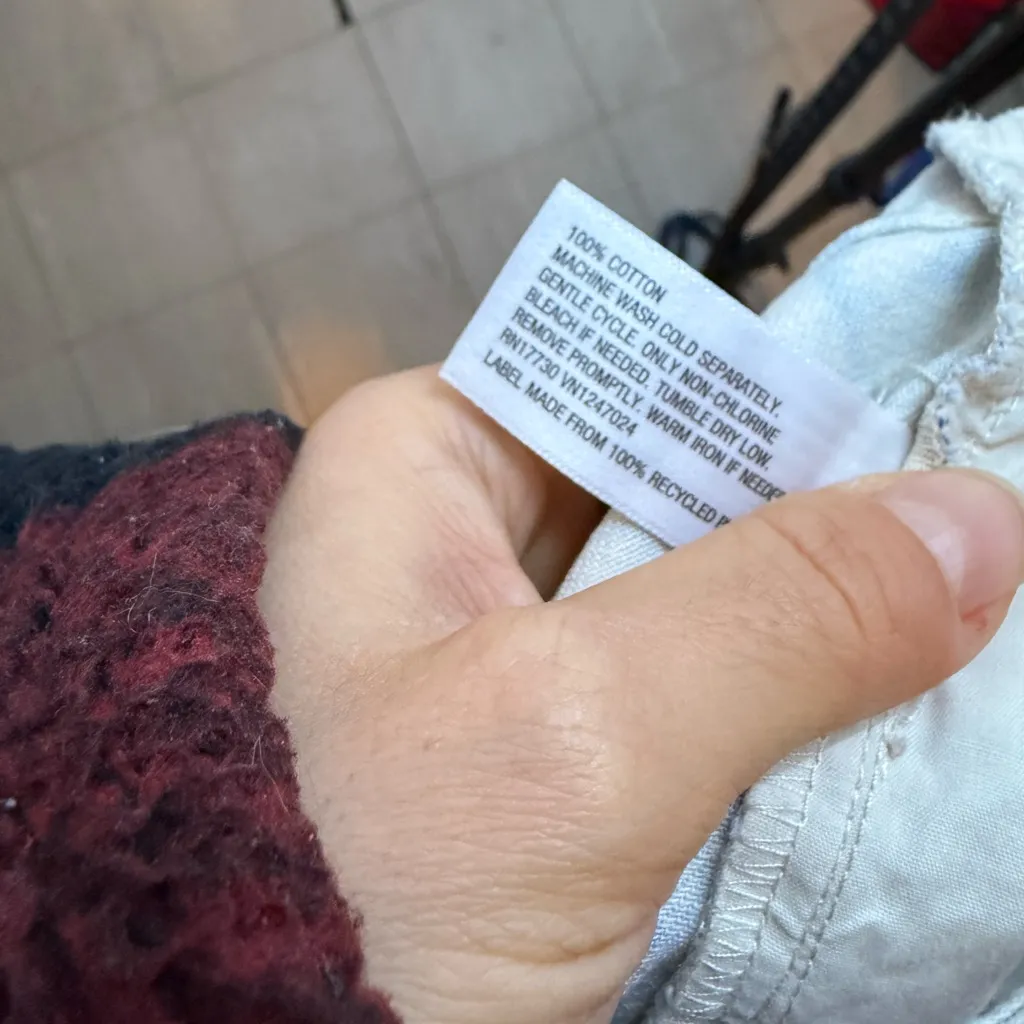 100% COTTON
MACHINE WASH COLD SEPARATELY.
GENTLE CYCLE. ONLY NON-CHLORINE
BLEACH IF NEEDED. TUMBLE DRY LOW.
REMOVE PROMPTLY. WARM IRON IF
RN17730 VN1247024
LABEL MADE FROM 100% RECYCLED